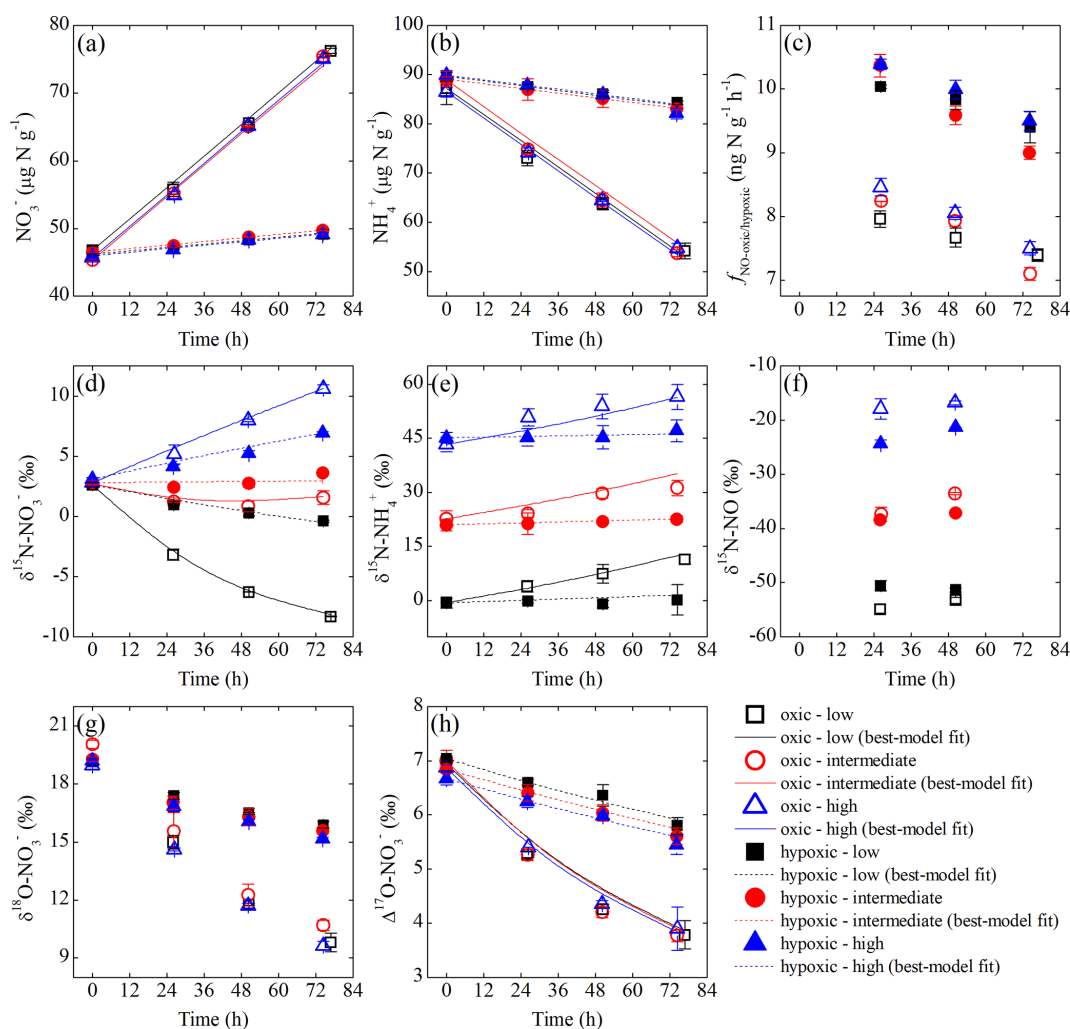 (a)
NO₃⁻ (μg N g⁻¹)
80
70
60
50
40
0 12 24 36 48 60 72 84
Time (h)
(b)
NH₄⁺ (μg N g⁻¹)
100
90
80
70
60
50
0 12 24 36 48 60 72 84
Time (h)
(c)
f NO-oxic/hypoxic (ng N g⁻¹ h⁻¹)
11
10
9
8
7
0 12 24 36 48 60 72 84
Time (h)
(d)
δ¹⁵N-NO₃⁻ (‰)
10
5
0
-5
-10
0 12 24 36 48 60 72 84
Time (h)
(e)
δ¹⁵N-NH₄⁺ (‰)
60
45
30
15
0
0 12 24 36 48 60 72 84
Time (h)
(f)
δ¹⁵N-NO (‰)
-10
-20
-30
-40
-50
-60
0 12 24 36 48 60 72 84
Time (h)
(g)
δ¹⁸O-NO₃⁻ (‰)
21
18
15
12
9
0 12 24 36 48 60 72 84
Time (h)
(h)
Δ¹⁷O-NO₃⁻ (‰)
8
7
6
5
4
3
0 12 24 36 48 60 72 84
Time (h)
oxic - low
oxic - low (best-model fit)
oxic - intermediate
oxic - intermediate (best-model fit)
oxic - high
oxic - high (best-model fit)
hypoxic - low
hypoxic - low (best-model fit)
hypoxic - intermediate
hypoxic - intermediate (best-model fit)
hypoxic - high
hypoxic - high (best-model fit)